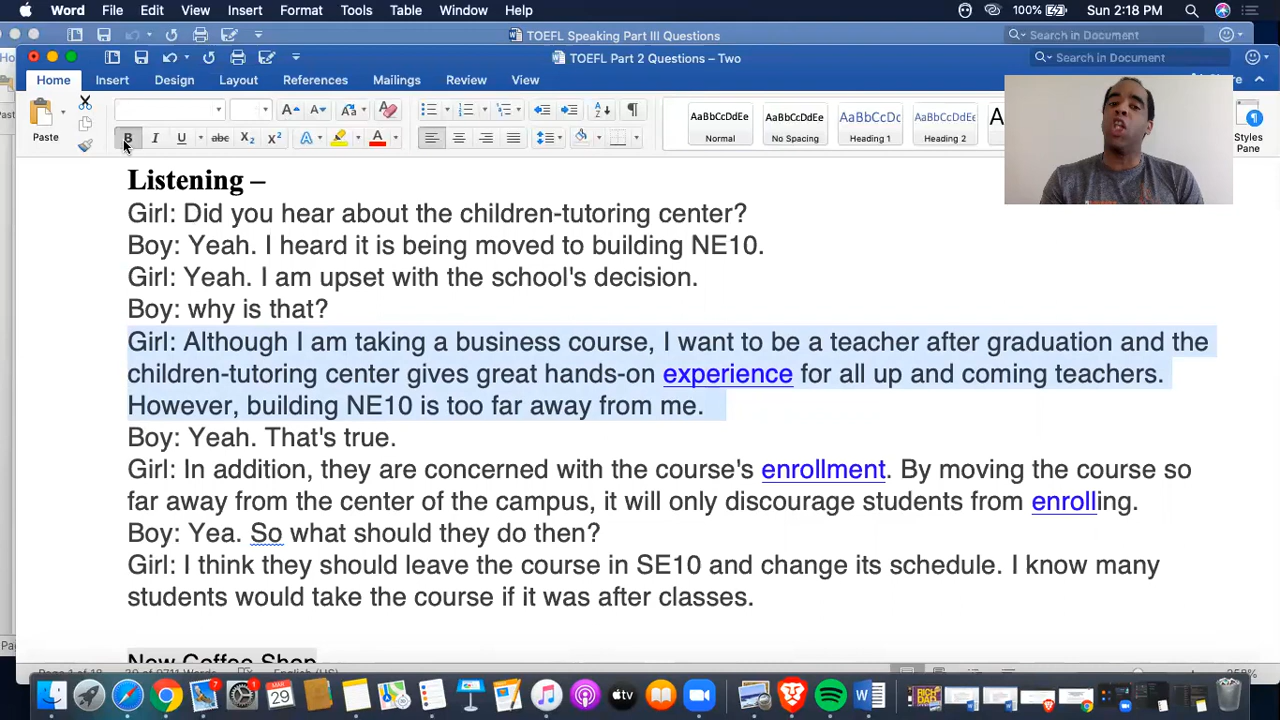 Word File Edit View Insert Format Tools Table Window Help 100% Sun 2:18 PM
TOEFL Speaking Part III Questions Search in Document
TOEFL Part 2 Questions – Two Search in Document
Home Insert Design Layout References Mailings Review View
Paste
AaBbCcDdEe AaBbCcDdEe AaBbCcDdEe AaBbCcDdEe
Normal No Spacing Heading 1 Heading 2 Styles
Pane
Listening –
Girl: Did you hear about the children-tutoring center?
Boy: Yeah. I heard it is being moved to building NE10.
Girl: Yeah. I am upset with the school's decision.
Boy: why is that?
Girl: Although I am taking a business course, I want to be a teacher after graduation and the
children-tutoring center gives great hands-on experience for all up and coming teachers.
However, building NE10 is too far away from me.
Boy: Yeah. That's true.
Girl: In addition, they are concerned with the course's enrollment. By moving the course so
far away from the center of the campus, it will only discourage students from enrolling.
Boy: Yea. So what should they do then?
Girl: I think they should leave the course in SE10 and change its schedule. I know many
students would take the course if it was after classes.
New Coffee Shop
English (US)